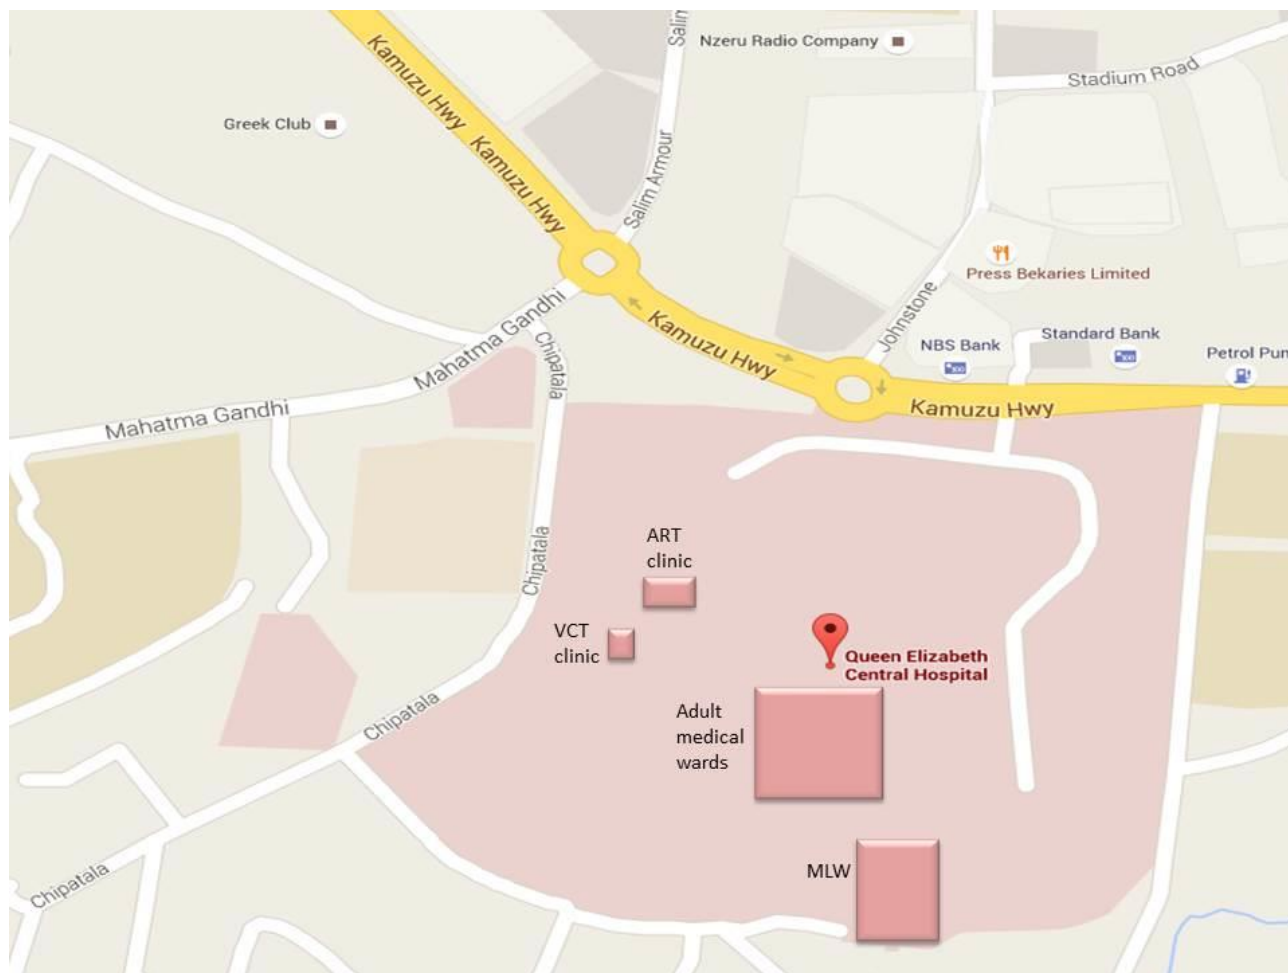 Kamuzu Hwy
Kamuzu Hwy
Salim
Nzeru Radio Company
Stadium Road
Greek Club
Salim Armour
Press Bekaries Limited
Mahatma Gandhi
Johnstone
Kamuzu Hwy
NBS Bank
Standard Bank
Petrol Pun
Chipatala
Mahatma Gandhi
Kamuzu Hwy
ART
clinic
Chipatala
VCT
clinic
Queen Elizabeth
Central Hospital
Chipatala
Adult
medical
wards
MLW
Chipatala